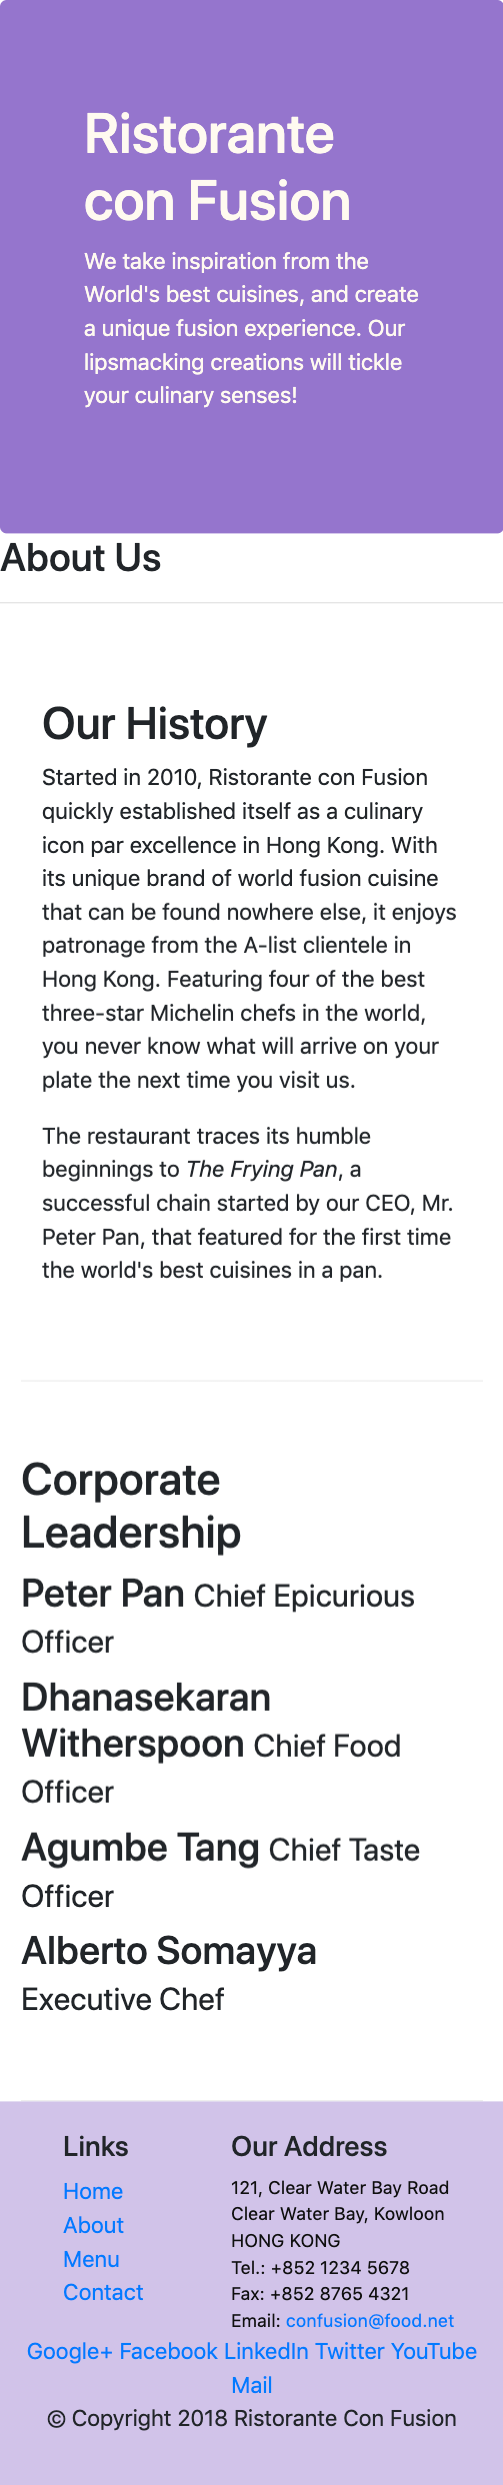 Ristorante
con Fusion
We take inspiration from the
World's best cuisines, and create
a unique fusion experience. Our
lipsmacking creations will tickle
your culinary senses!
About Us
Our History
Started in 2010, Ristorante con Fusion
quickly established itself as a culinary
icon par excellence in Hong Kong. With
its unique brand of world fusion cuisine
that can be found nowhere else, it enjoys
patronage from the A-list clientele in
Hong Kong. Featuring four of the best
three-star Michelin chefs in the world,
you never know what will arrive on your
plate the next time you visit us.
The restaurant traces its humble
beginnings to The Frying Pan, a
successful chain started by our CEO, Mr.
Peter Pan, that featured for the first time
the world's best cuisines in a pan.
Corporate
Leadership
Peter Pan Chief Epicurious
Officer
Dhanasekaran
Witherspoon Chief Food
Officer
Agumbe Tang Chief Taste
Officer
Alberto Somayya
Executive Chef
Links
Home
About
Menu
Contact
Our Address
121, Clear Water Bay Road
Clear Water Bay, Kowloon
HONG KONG
Tel.: +852 1234 5678
Fax: +852 8765 4321
Email: confusion@food.net
Google+ Facebook LinkedIn Twitter YouTube
Mail
© Copyright 2018 Ristorante Con Fusion